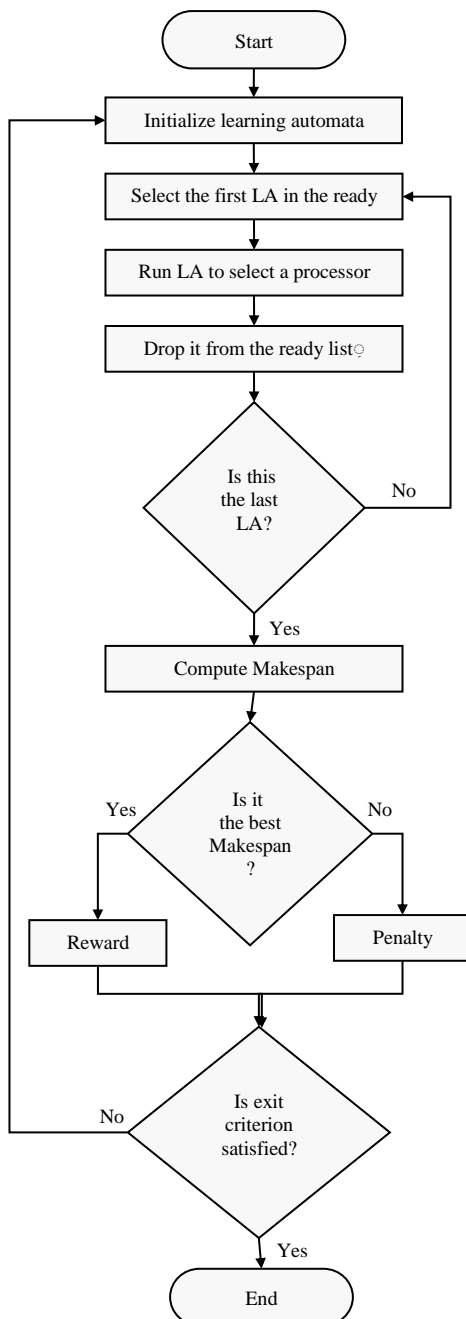 Start
Initialize learning automata
Select the first LA in the ready
Run LA to select a processor
Drop it from the ready list
Is this
the last
LA?
No
Yes
Compute Makespan
Is it
the best
Makespan
?
Yes
No
Reward
Penalty
Is exit
criterion
satisfied?
No
Yes
End